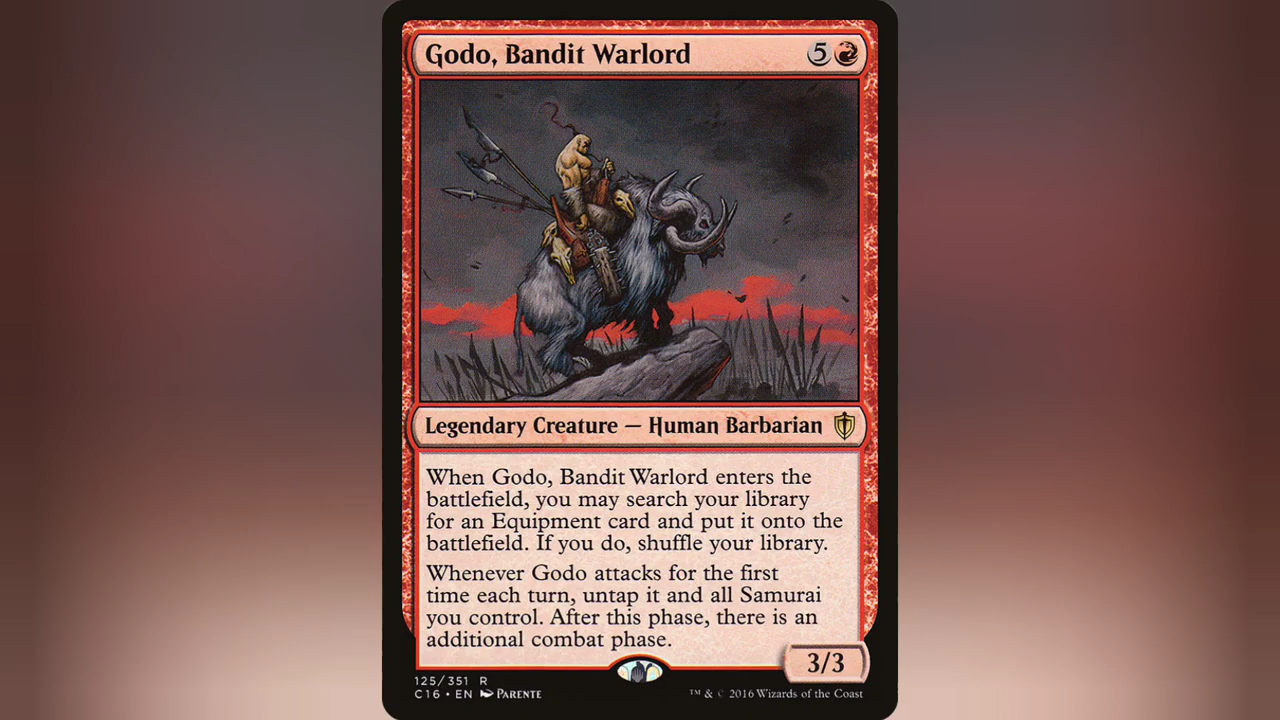 Godo, Bandit Warlord 5
Legendary Creature — Human Barbarian
When Godo, Bandit Warlord enters the
battlefield, you may search your library
for an Equipment card and put it onto the
battlefield. If you do, shuffle your library.
Whenever Godo attacks for the first
time each turn, untap it and all Samurai
you control. After this phase, there is an
additional combat phase.
3/3
125/351 R
C16 • EN Parente
™ & © 2016 Wizards of the Coast